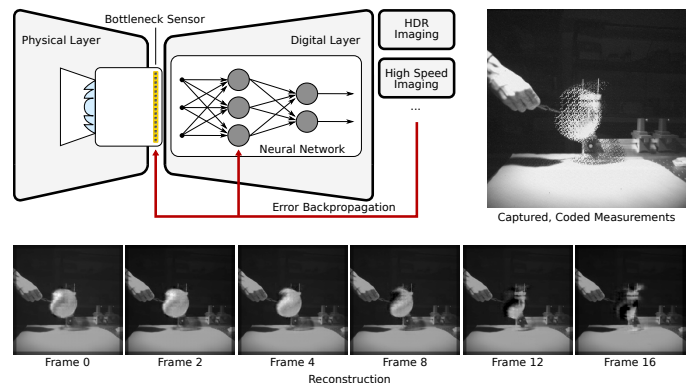 Bottleneck Sensor
Physical Layer
Digital Layer
HDR
Imaging
High Speed
Imaging
...
Neural Network
Error Backpropagation
Captured, Coded Measurements
Frame 0
Frame 2
Frame 4
Frame 8
Frame 12
Frame 16
Reconstruction